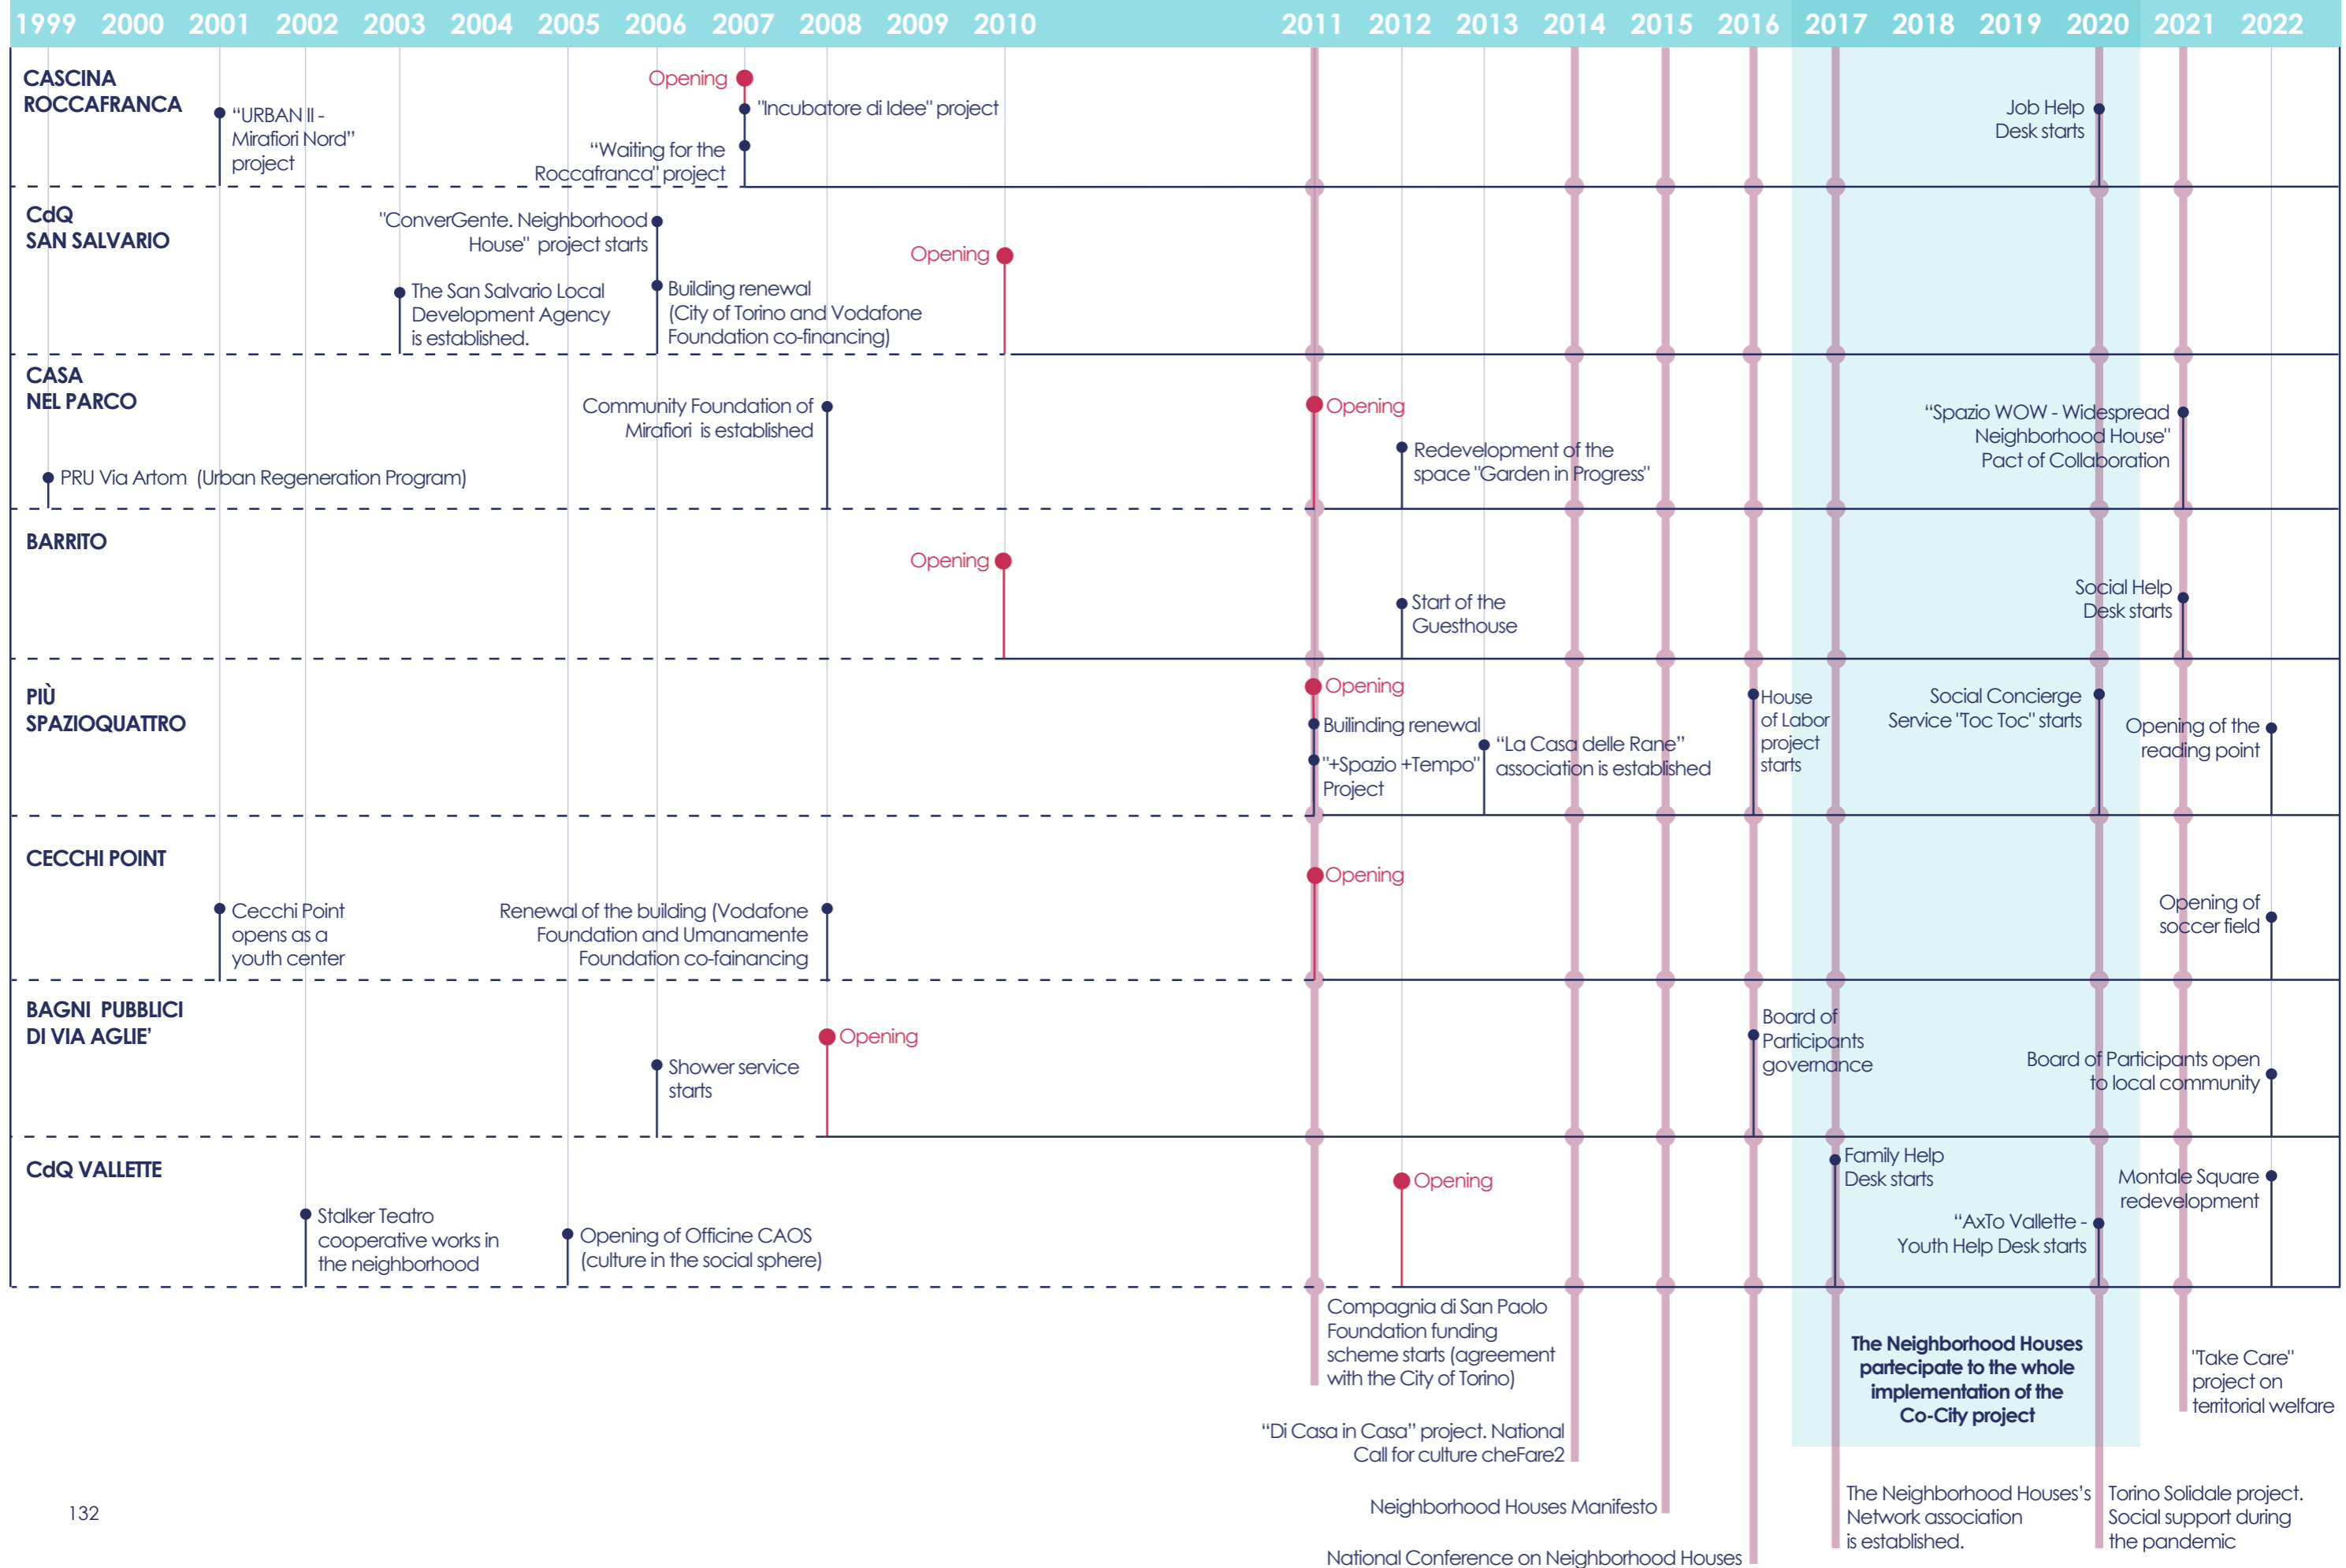 1999 2000 2001 2002 2003 2004 2005 2006 2007 2008 2009 2010 2011 2012 2013 2014 2015 2016 2017 2018 2019 2020 2021 2022
CASCINA
ROCCAFRANCA
“URBAN II -
Mirafiori Nord”
project
Opening
"Incubatore di Idee" project
“Waiting for the
Roccafranca" project
Job Help
Desk starts
CdQ
SAN SALVARIO
The San Salvario Local
Development Agency
is established.
"ConverGente. Neighborhood
House" project starts
Building renewal
(City of Torino and Vodafone
Foundation co-financing)
Opening
CASA
NEL PARCO
PRU Via Artom (Urban Regeneration Program)
Community Foundation of
Mirafiori is established
Opening
Redevelopment of the
space "Garden in Progress"
“Spazio WOW - Widespread
Neighborhood House"
Pact of Collaboration
BARRITO
Opening
Start of the
Guesthouse
Social Help
Desk starts
PIÙ
SPAZIOQUATTRO
Opening
Builinding renewal
"+Spazio +Tempo"
Project
“La Casa delle Rane”
association is established
House
of Labor
project
starts
Social Concierge
Service "Toc Toc" starts
Opening of the
reading point
CECCHI POINT
Cecchi Point
opens as a
youth center
Renewal of the building (Vodafone
Foundation and Umanamente
Foundation co-fainancing
Opening
Opening of
soccer field
BAGNI PUBBLICI
DI VIA AGLIE’
Shower service
starts
Opening
Board of
Participants
governance
Board of Participants open
to local community
CdQ VALLETTE
Stalker Teatro
cooperative works in
the neighborhood
Opening of Officine CAOS
(culture in the social sphere)
Opening
Family Help
Desk starts
“AxTo Vallette -
Youth Help Desk starts
Montale Square
redevelopment
Compagnia di San Paolo
Foundation funding
scheme starts (agreement
with the City of Torino)
“Di Casa in Casa” project. National
Call for culture cheFare2
Neighborhood Houses Manifesto
National Conference on Neighborhood Houses
The Neighborhood Houses
partecipate to the whole
implementation of the
Co-City project
The Neighborhood Houses's
Network association
is established.
Torino Solidale project.
Social support during
the pandemic
"Take Care"
project on
territorial welfare
132